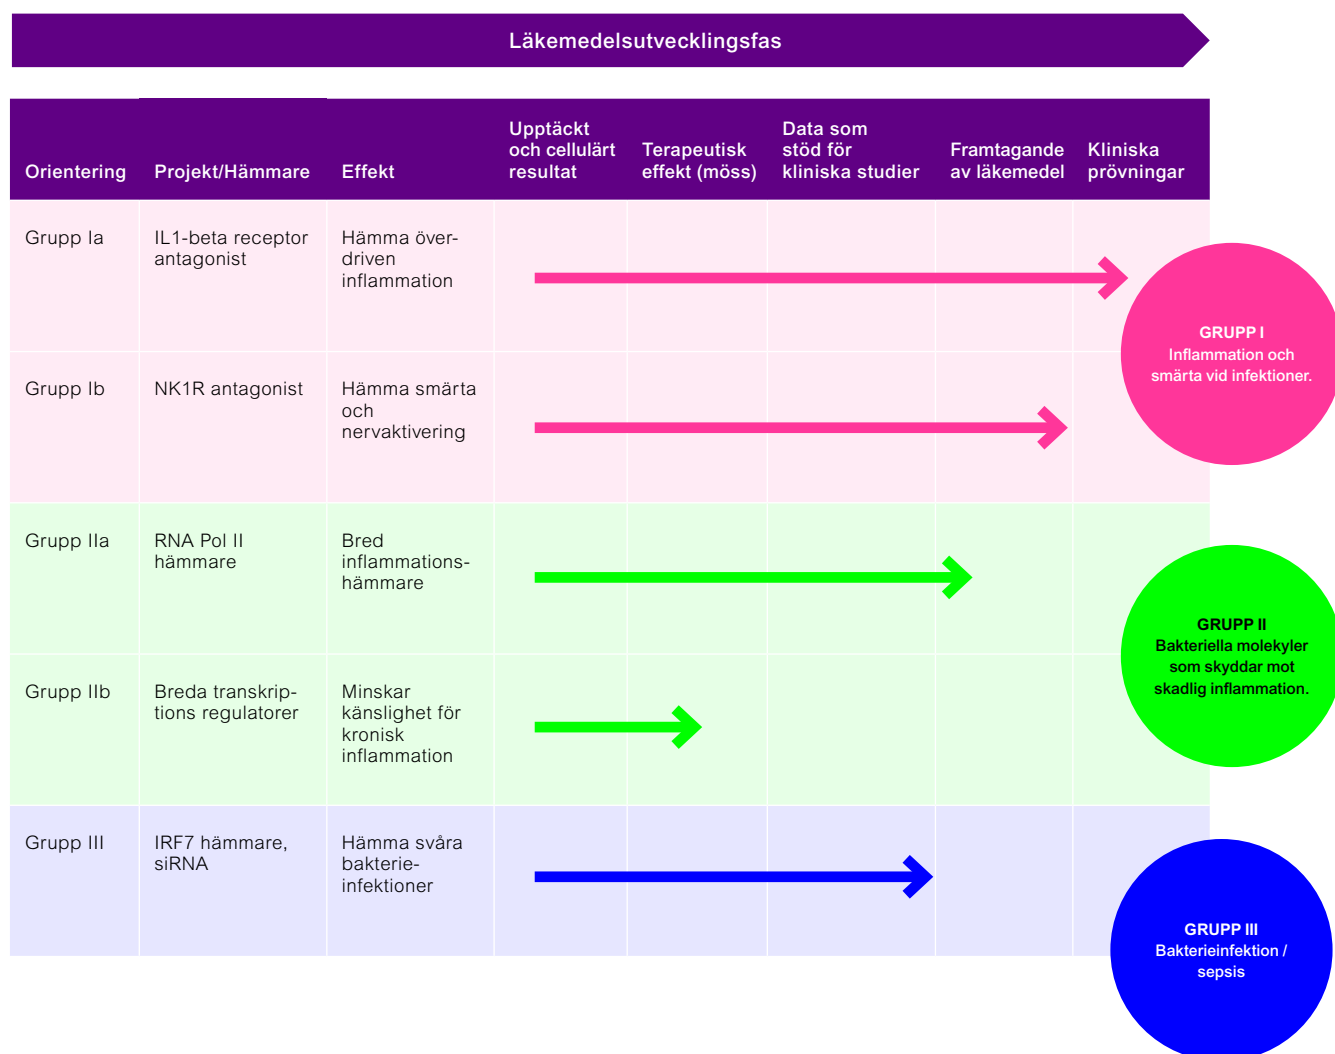 Läkemedelsutvecklingsfas
Orientering
Projekt/Hämmare
Effekt
Upptäckt
och cellulärt
resultat
Terapeutisk
effekt (möss)
Data som
stöd för
kliniska studier
Framtagande
av läkemedel
Kliniska
prövningar
Grupp Ia
IL1-beta receptor
antagonist
Hämma över-
driven
inflammation
Grupp Ib
NK1R antagonist
Hämma smärta
och
nervaktivering
GRUPP I
Inflammation och
smärta vid infektioner.
Grupp IIa
RNA Pol II
hämmare
Bred
inflammations-
hämmare
Grupp IIb
Breda transkrip-
tions regulatorer
Minskar
känslighet för
kronisk
inflammation
GRUPP II
Bakteriella molekyler
som skyddar mot
skadlig inflammation.
Grupp III
IRF7 hämmare,
siRNA
Hämma svåra
bakterie-
infektioner
GRUPP III
Bakterieinfektion /
sepsis